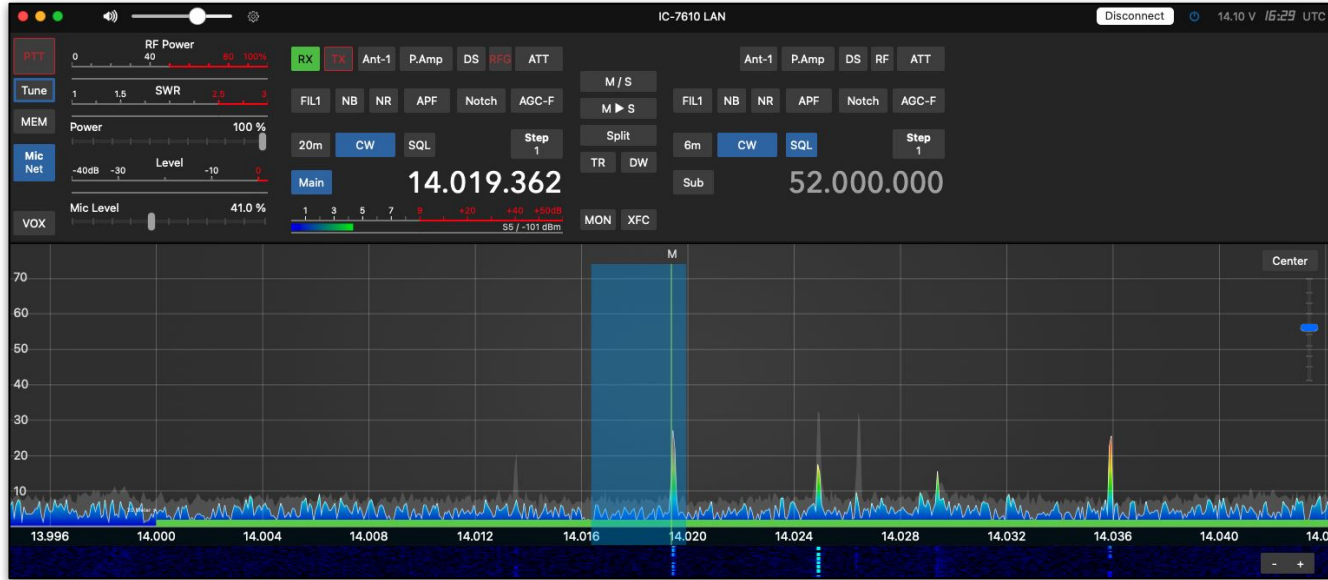 IC-7610 LAN
Disconnect
14.10 V 16:29 UTC
PTT
Tune
MEM
Mic
Net
VOX
RF Power
0 40 80 100%
SWR
1 1.5 2.5 3
Power 100 %
Level
-40dB -30 -10 0
Mic Level 41.0 %
RX TX Ant-1 P.Amp DS RFG ATT
FIL1 NB NR APF Notch AGC-F
20m CW SQL Step
1
Main 14.019.362
1 3 5 7 9 +20 +40 +50dB
S5 / -101 dBm
M / S
M ▶ S
Split
TR DW
MON XFC
Ant-1 P.Amp DS RF ATT
FIL1 NB NR APF Notch AGC-F
6m CW SQL Step
1
Sub 52.000.000
M
Center
70
60
50
40
30
20
10
13.996 14.000 14.004 14.008 14.012 14.016 14.020 14.024 14.028 14.032 14.036 14.040 14.0
- +